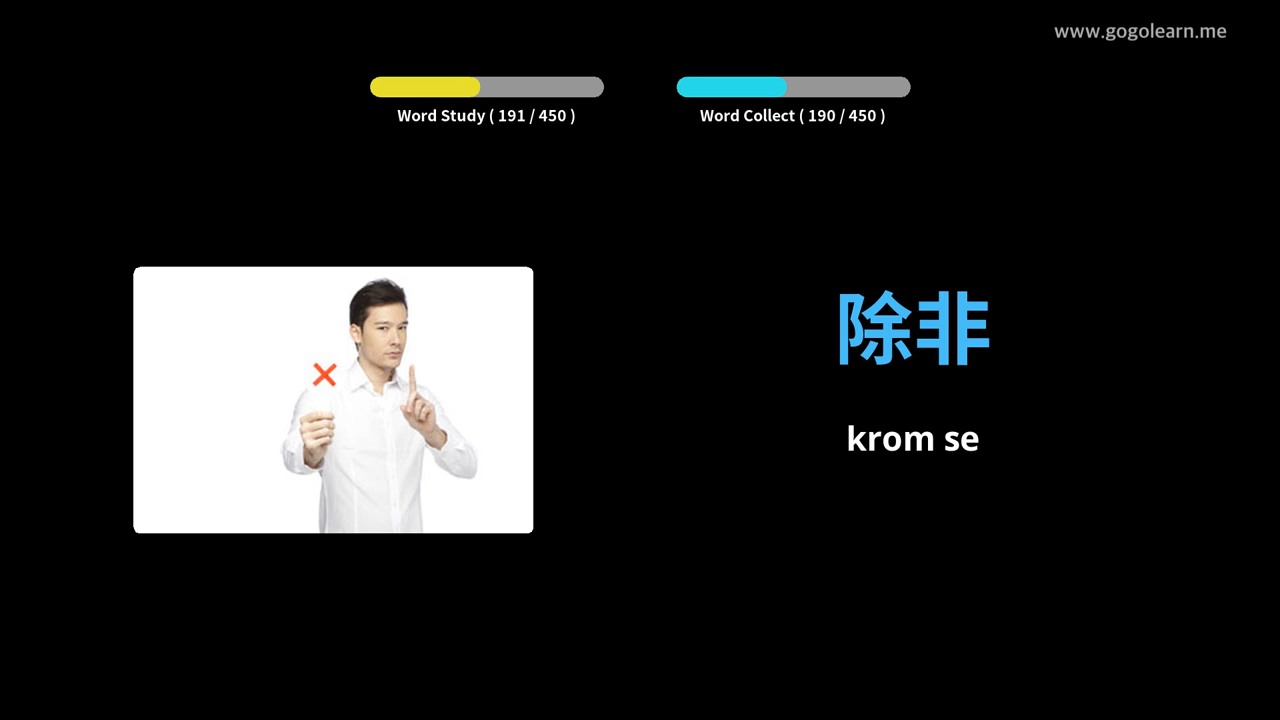 www.gogolearn.me
Word Study ( 191 / 450 )
Word Collect ( 190 / 450 )
除非
krom se